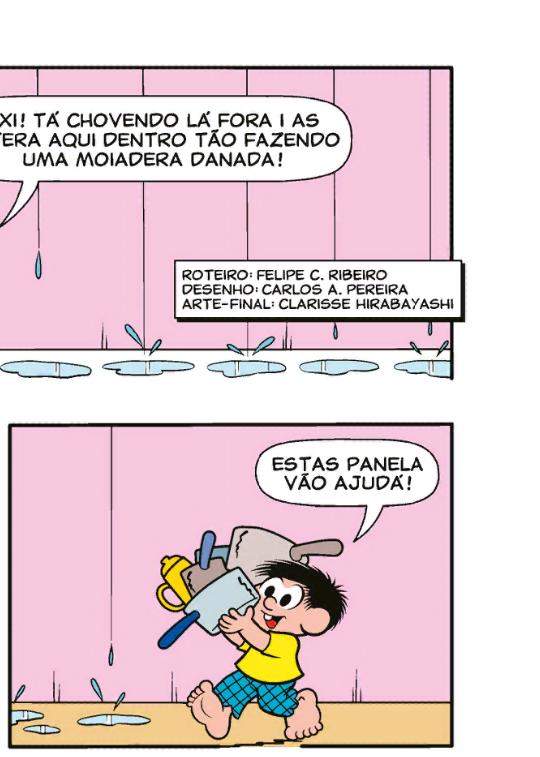 XI! TÁ CHOVENDO LÁ FORA I AS
TERA AQUI DENTRO TÃO FAZENDO
UMA MOIADERA DANADA!
ROTEIRO: FELIPE C. RIBEIRO
DESENHO: CARLOS A. PEREIRA
ARTE-FINAL: CLARISSE HIRABAYASHI
ESTAS PANELA
VÃO AJUDÁ!